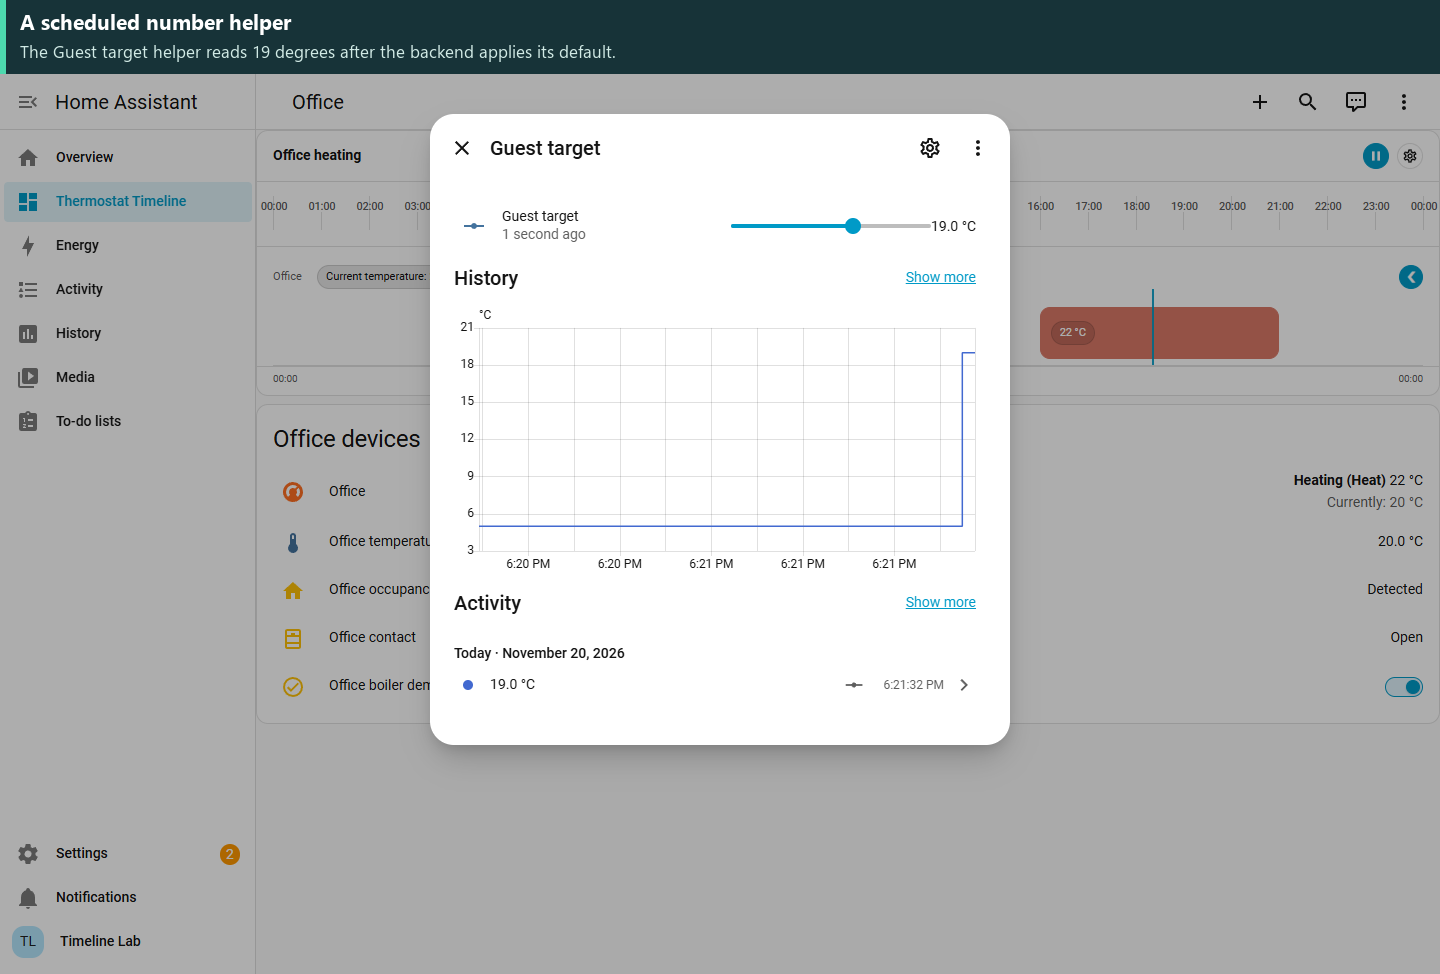 A scheduled number helper
The Guest target helper reads 19 degrees after the backend applies its default.
Home Assistant
Office
Overview
Thermostat Timeline
Energy
Activity
History
Media
To-do lists
Settings
2
Notifications
TL
Timeline Lab
Office heating
00:00 01:00 02:00 03:00
16:00 17:00 18:00 19:00 20:00 21:00 22:00 23:00 00:00
Office
Current temperature:
22 °C
00:00
00:00
Office devices
Office
Heating (Heat) 22 °C
Currently: 20 °C
Office temperatu
20.0 °C
Office occupanc
Detected
Office contact
Open
Office boiler dem
Guest target
Guest target
1 second ago
19.0 °C
History
Show more
°C
21
18
15
12
9
6
3
6:20 PM 6:20 PM 6:21 PM 6:21 PM 6:21 PM
Activity
Show more
Today · November 20, 2026
19.0 °C
6:21:32 PM